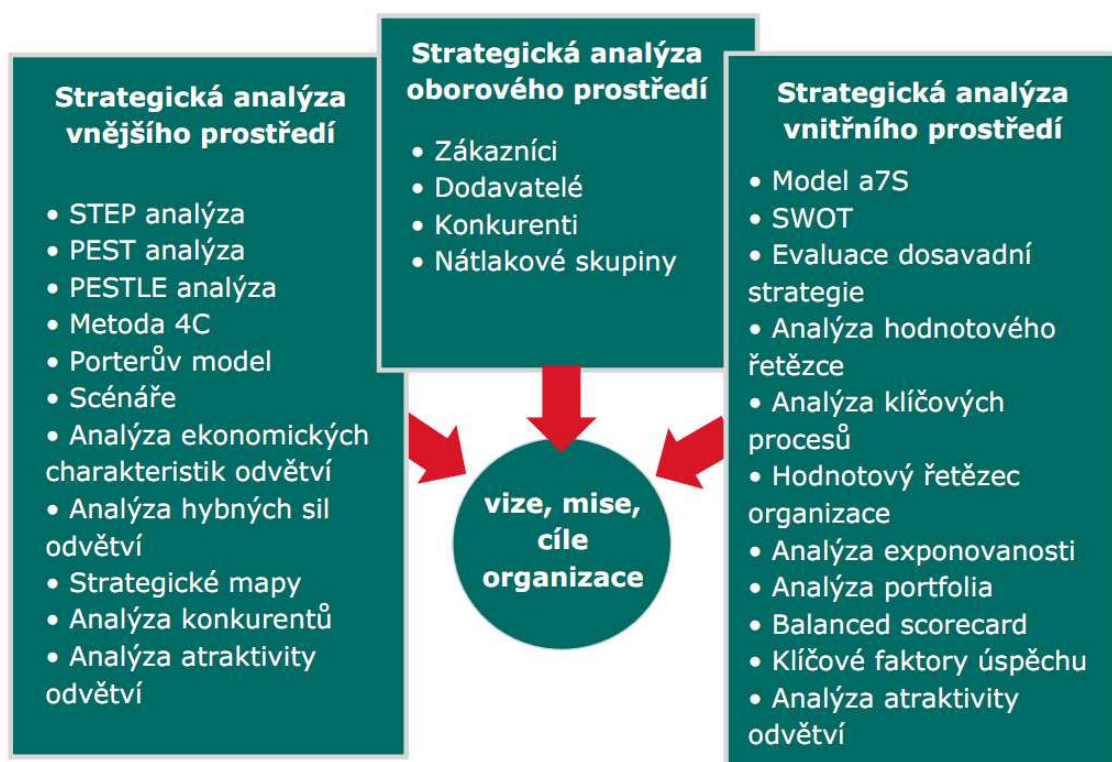 Strategická analýza
vnějšího prostředí
• STEP analýza
• PEST analýza
• PESTLE analýza
• Metoda 4C
• Porterův model
• Scénáře
• Analýza ekonomických
charakteristik odvětví
• Analýza hybných sil
odvětví
• Strategické mapy
• Analýza konkurentů
• Analýza atraktivity
odvětví
Strategická analýza
oborového prostředí
• Zákazníci
• Dodavatelé
• Konkurenti
• Nátlakové skupiny
Strategická analýza
vnitřního prostředí
• Model a7S
• SWOT
• Evaluace dosavadní
strategie
• Analýza hodnotového
řetězce
• Analýza klíčových
procesů
• Hodnotový řetězec
organizace
• Analýza exponovanosti
• Analýza portfolia
• Balanced scorecard
• Klíčové faktory úspěchu
• Analýza atraktivity
odvětví
vize, mise,
cíle
organizace